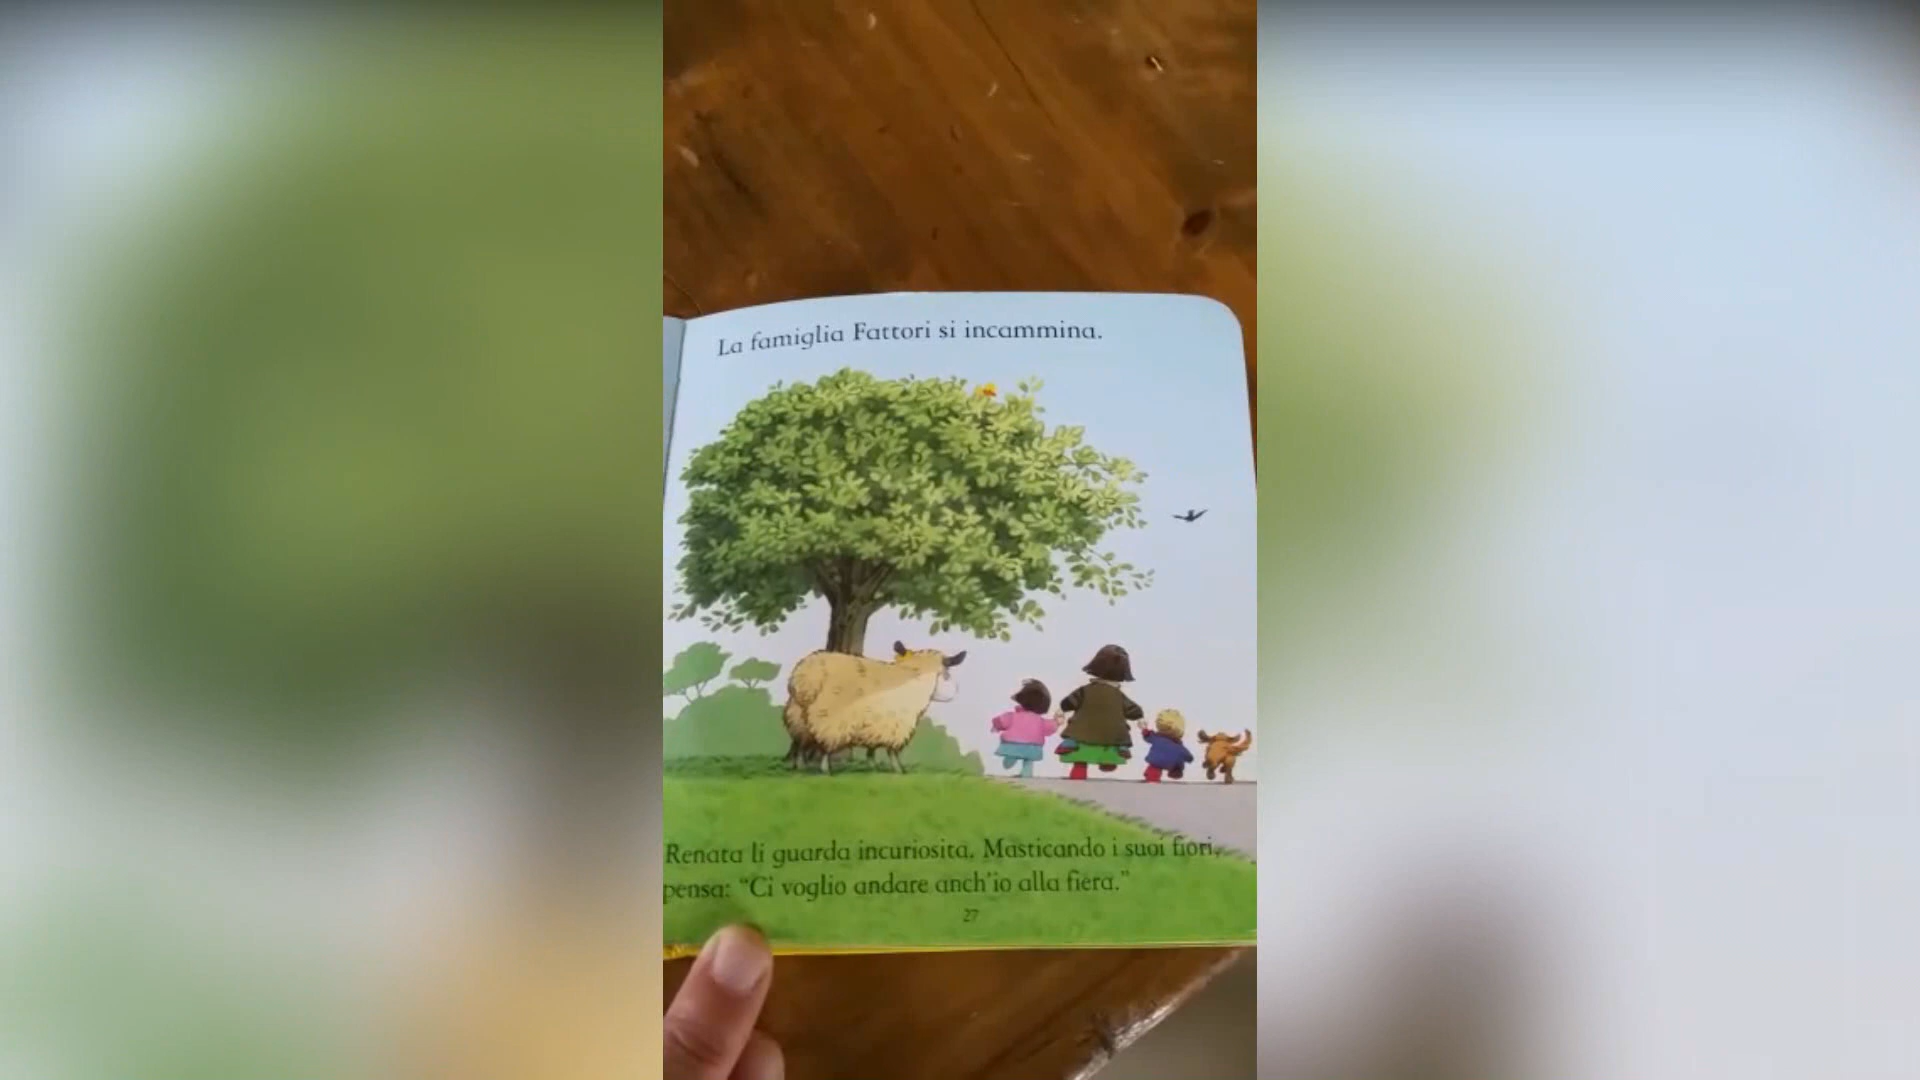 La famiglia Fattori si incammina.
Renata li guarda incuriosita. Masticando i suoi fiori,
pensa: “Ci voglio andare anch’io alla fiera.”
27